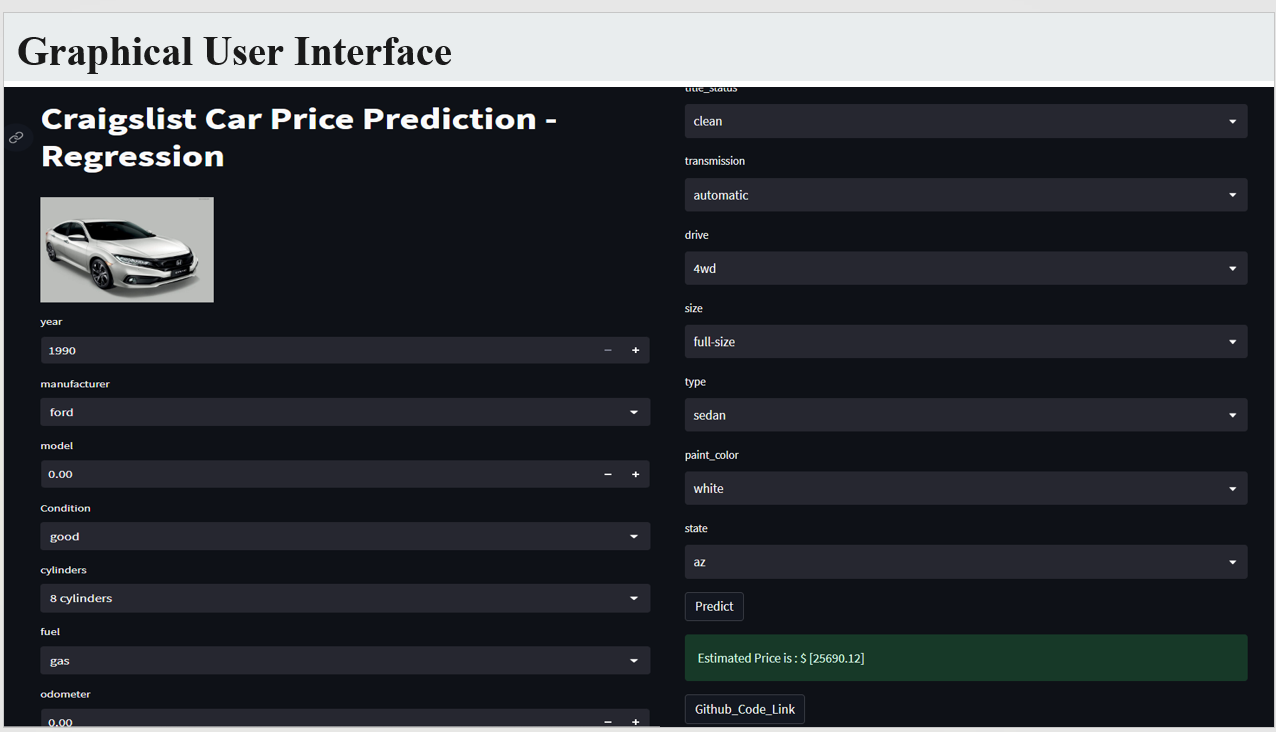 Graphical User Interface
Craigslist Car Price Prediction -
Regression
year
1990
manufacturer
ford
model
0.00
Condition
good
cylinders
8 cylinders
fuel
gas
odometer
0.00
title_status
clean
transmission
automatic
drive
4wd
size
full-size
type
sedan
paint_color
white
state
az
Predict
Estimated Price is : $ [25690.12]
Github_Code_Link